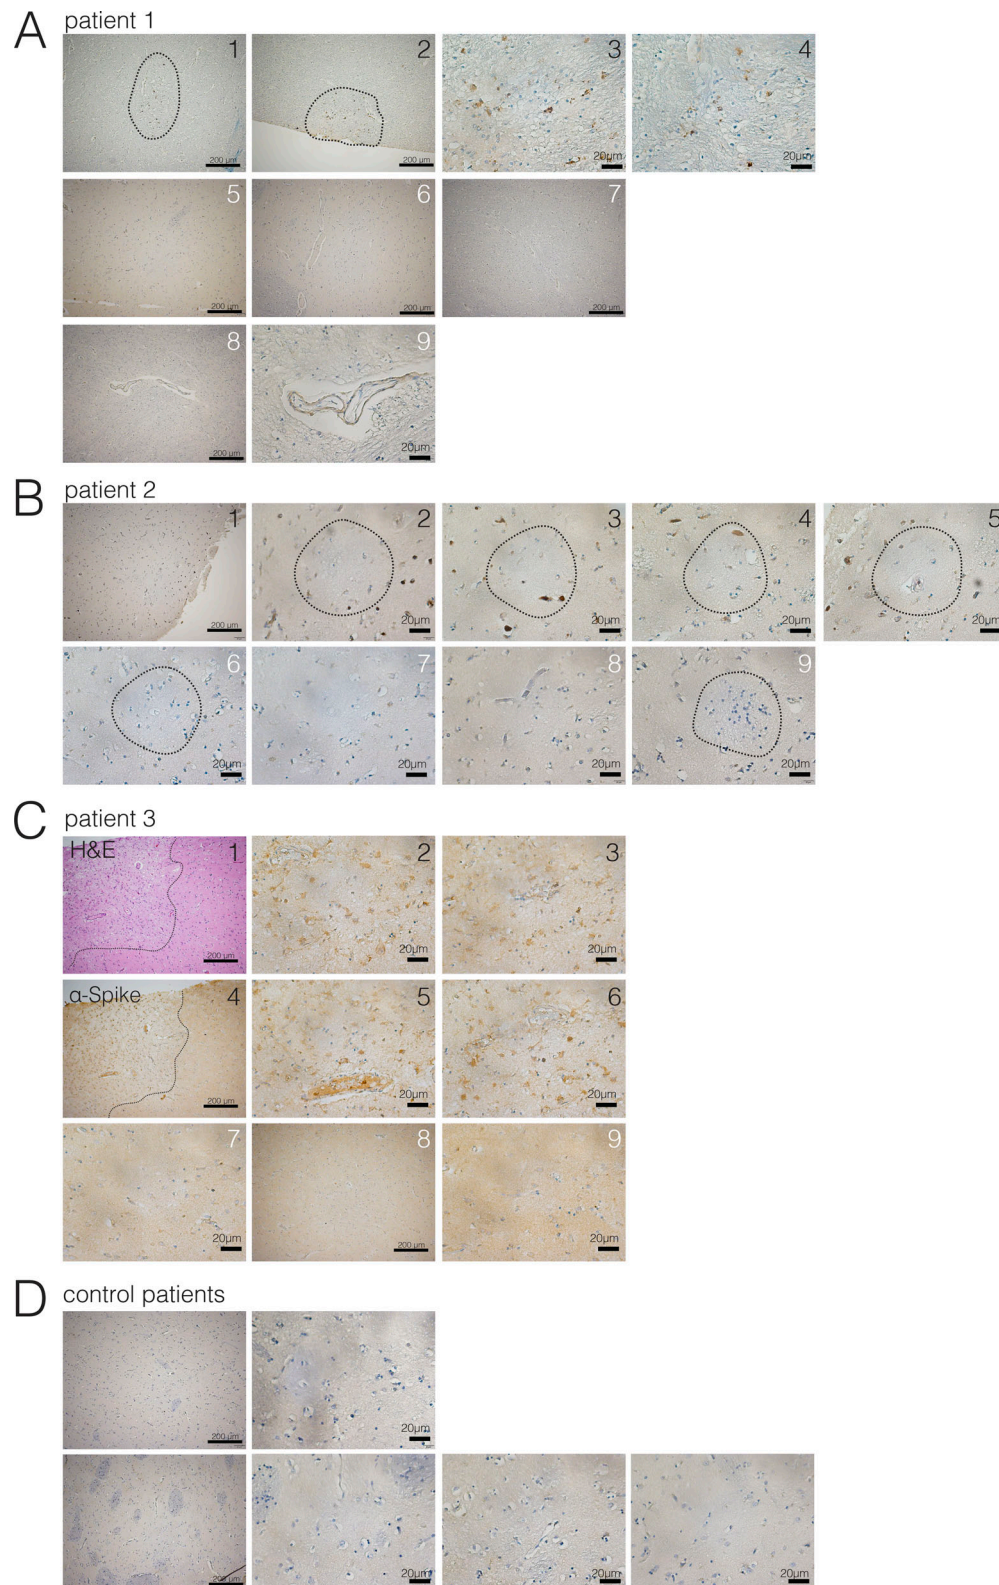 A patient 1
1 2 3 4
200 µm 200 µm 20µm 20µm
5 6 7
200 µm 200 µm 200 µm
8 9
200 µm 20µm
B patient 2
1 2 3 4 5
200 µm 20µm 20µm 20µm 20µm
6 7 8 9
20µm 20µm 20µm 20µm
C patient 3
H&E 1 2 3
200 µm 20µm 20µm
α-Spike 4 5 6
200 µm 20µm 20µm
7 8 9
20µm 200 µm 20µm
D control patients
200 µm 20µm
200 µm 20µm 20µm 20µm